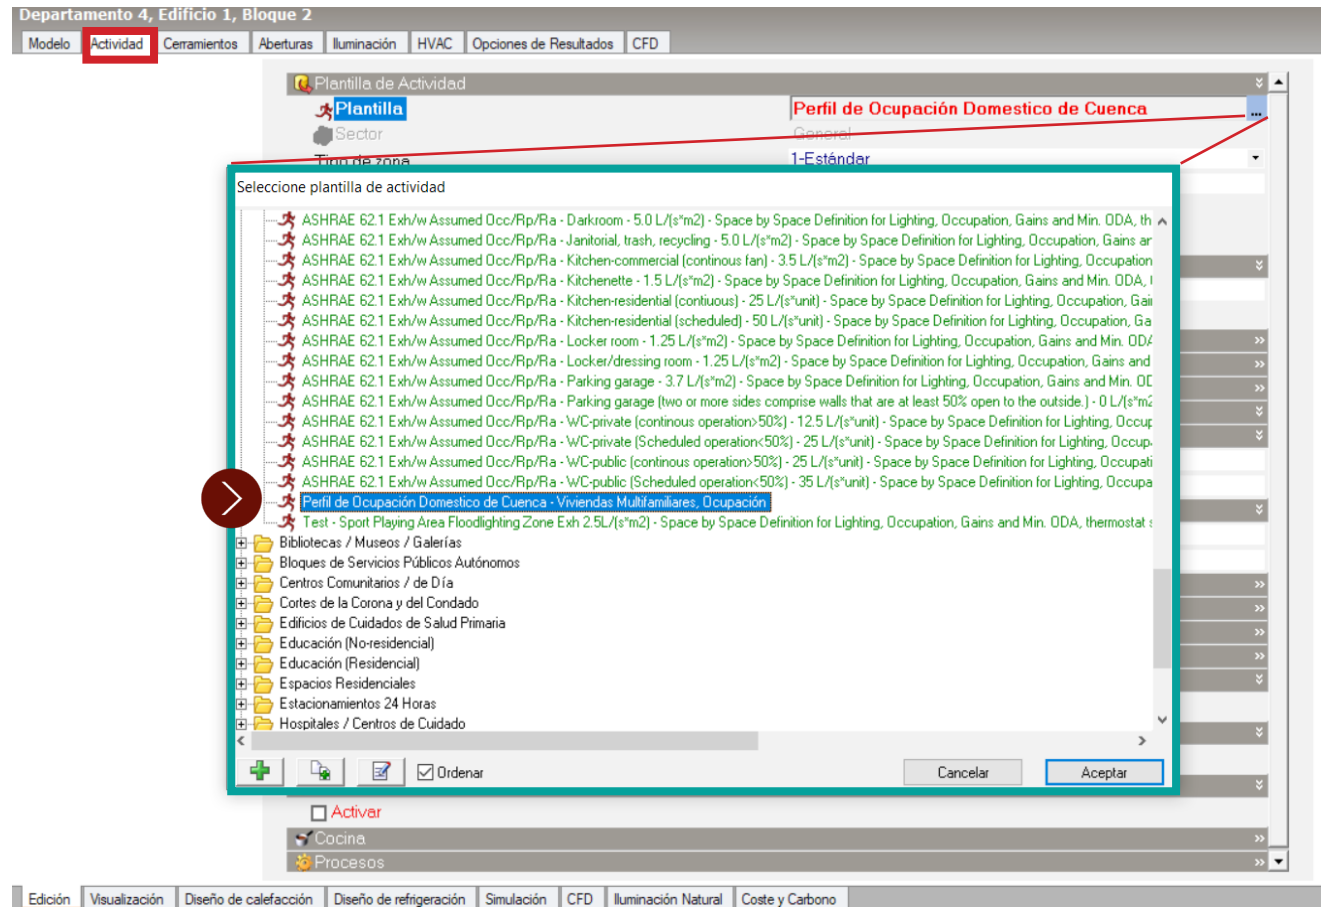 Departamento 4, Edificio 1, Bloque 2
Modelo Actividad Cerramientos Aberturas Iluminación HVAC Opciones de Resultados CFD
Plantilla de Actividad
Plantilla Perfil de Ocupación Domestico de Cuenca ...
Sector General
Tipo de zona 1-Estándar
Seleccione plantilla de actividad
ASHRAE 62.1 Exh/w Assumed Occ/Rp/Ra - Darkroom - 5.0 L/(s*m2) - Space by Space Definition for Lighting, Occupation, Gains and Min. ODA, th
ASHRAE 62.1 Exh/w Assumed Occ/Rp/Ra - Janitorial, trash, recycling - 5.0 L/(s*m2) - Space by Space Definition for Lighting, Occupation, Gains ar
ASHRAE 62.1 Exh/w Assumed Occ/Rp/Ra - Kitchen-commercial (continous fan) - 3.5 L/(s*m2) - Space by Space Definition for Lighting, Occupation
ASHRAE 62.1 Exh/w Assumed Occ/Rp/Ra - Kitchenette - 1.5 L/(s*m2) - Space by Space Definition for Lighting, Occupation, Gains and Min. ODA,
ASHRAE 62.1 Exh/w Assumed Occ/Rp/Ra - Kitchen-residential (contiuous) - 25 L/(s*unit) - Space by Space Definition for Lighting, Occupation, Gai
ASHRAE 62.1 Exh/w Assumed Occ/Rp/Ra - Kitchen-residential (scheduled) - 50 L/(s*unit) - Space by Space Definition for Lighting, Occupation, Ga
ASHRAE 62.1 Exh/w Assumed Occ/Rp/Ra - Locker room - 1.25 L/(s*m2) - Space by Space Definition for Lighting, Occupation, Gains and Min. ODA
ASHRAE 62.1 Exh/w Assumed Occ/Rp/Ra - Locker/dressing room - 1.25 L/(s*m2) - Space by Space Definition for Lighting, Occupation, Gains and
ASHRAE 62.1 Exh/w Assumed Occ/Rp/Ra - Parking garage - 3.7 L/(s*m2) - Space by Space Definition for Lighting, Occupation, Gains and Min. OD
ASHRAE 62.1 Exh/w Assumed Occ/Rp/Ra - Parking garage (two or more sides comprise walls that are at least 50% open to the outside.) - 0 L/(s*m2
ASHRAE 62.1 Exh/w Assumed Occ/Rp/Ra - WC-private (continous operation>50%) - 12.5 L/(s*unit) - Space by Space Definition for Lighting, Occup
ASHRAE 62.1 Exh/w Assumed Occ/Rp/Ra - WC-private (Scheduled operation<50%) - 25 L/(s*unit) - Space by Space Definition for Lighting, Occup
ASHRAE 62.1 Exh/w Assumed Occ/Rp/Ra - WC-public (continous operation>50%) - 25 L/(s*unit) - Space by Space Definition for Lighting, Occupati
ASHRAE 62.1 Exh/w Assumed Occ/Rp/Ra - WC-public (Scheduled operation<50%) - 35 L/(s*unit) - Space by Space Definition for Lighting, Occupa
Perfil de Ocupación Domestico de Cuenca - Viviendas Multifamiliares, Ocupación
Test - Sport Playing Area Floodlighting Zone Exh 2.5L/(s*m2) - Space by Space Definition for Lighting, Occupation, Gains and Min. ODA, thermostat s
Bibliotecas / Museos / Galerías
Bloques de Servicios Públicos Autónomos
Centros Comunitarios / de Día
Cortes de la Corona y del Condado
Edificios de Cuidados de Salud Primaria
Educación (No-residencial)
Educación (Residencial)
Espacios Residenciales
Estacionamientos 24 Horas
Hospitales / Centros de Cuidado
Ordenar Cancelar Aceptar
Activar
Cocina
Procesos
Edición Visualización Diseño de calefacción Diseño de refrigeración Simulación CFD Iluminación Natural Coste y Carbono